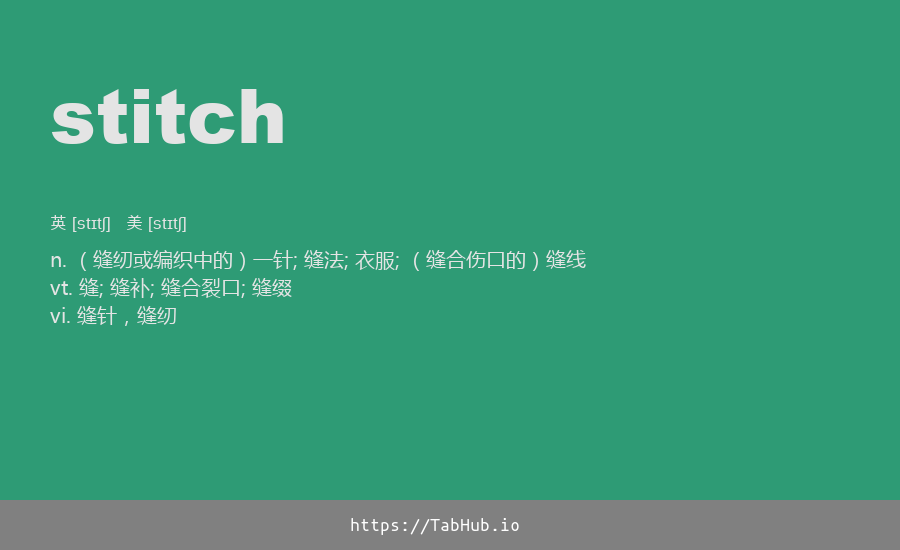 stitch
英 [stɪtʃ] 美 [stɪtʃ]
n. （缝纫或编织中的）一针; 缝法; 衣服; （缝合伤口的）缝线
vt. 缝; 缝补; 缝合裂口; 缝缀
vi. 缝针，缝纫
https://TabHub.io